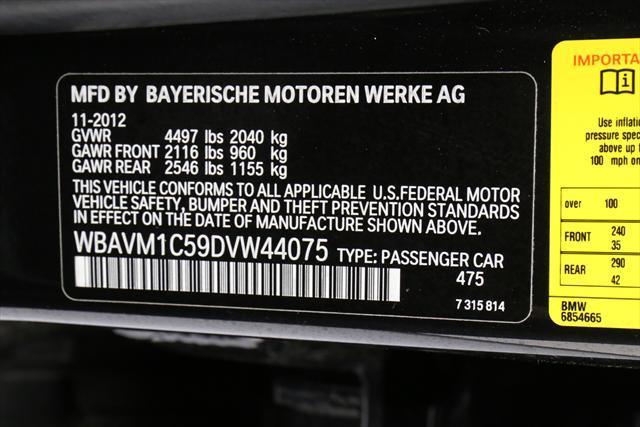 MFD BY BAYERISCHE MOTOREN WERKE AG
11-2012
GVWR 4497 lbs 2040 kg
GAWR FRONT 2116 lbs 960 kg
GAWR REAR 2546 lbs 1155 kg
THIS VEHICLE CONFORMS TO ALL APPLICABLE U.S.FEDERAL MOTOR
VEHICLE SAFETY, BUMPER AND THEFT PREVENTION STANDARDS
IN EFFECT ON THE DATE OF MANUFACTURE SHOWN ABOVE.
WBAVM1C59DVW44075 TYPE: PASSENGER CAR
475
7 315 814
IMPORTA
Use inflati
pressure spec
above up t
100 mph on
over 100
FRONT 240
35
REAR 290
42
BMW
6854665